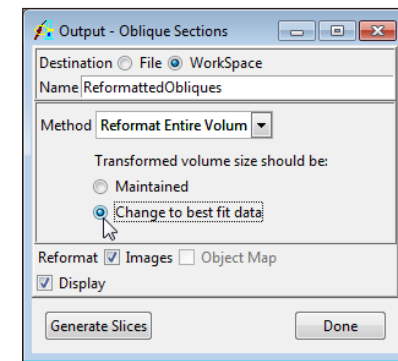 Output - Oblique Sections
Destination File WorkSpace
Name ReformattedObliques
Method Reformat Entire Volum
Transformed volume size should be:
Maintained
Change to best fit data
Reformat Images Object Map
Display
Generate Slices Done